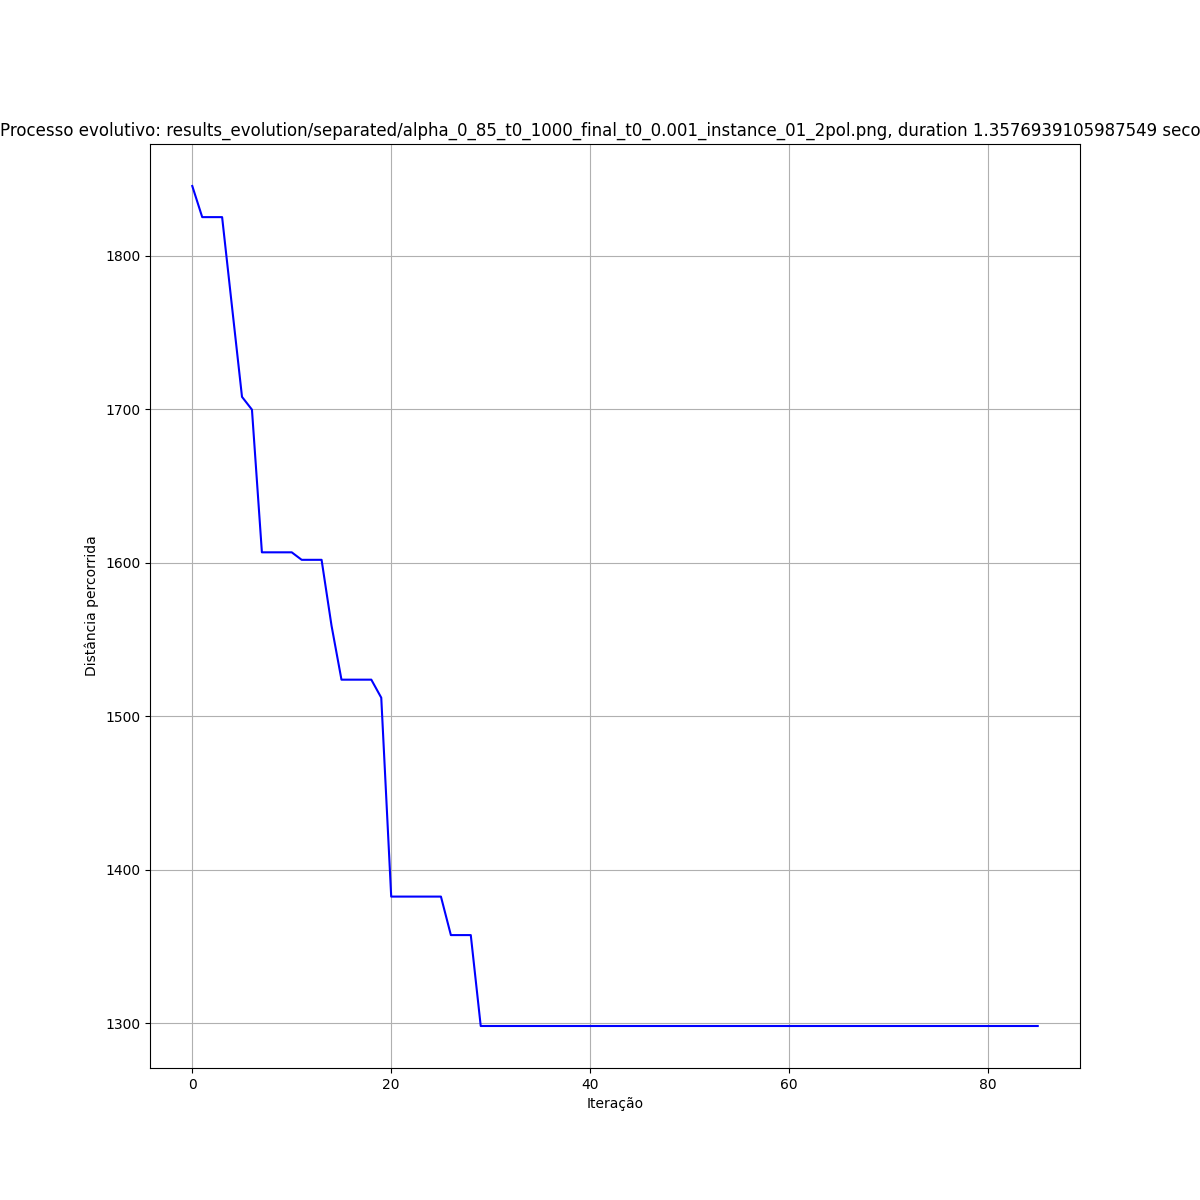 Processo evolutivo: results_evolution/separated/alpha_0_85_t0_1000_final_t0_0.001_instance_01_2pol.png, duration 1.3576939105987549 seco
1800
1700
1600
1500
1400
1300
Distância percorrida
0 20 40 60 80
Iteração